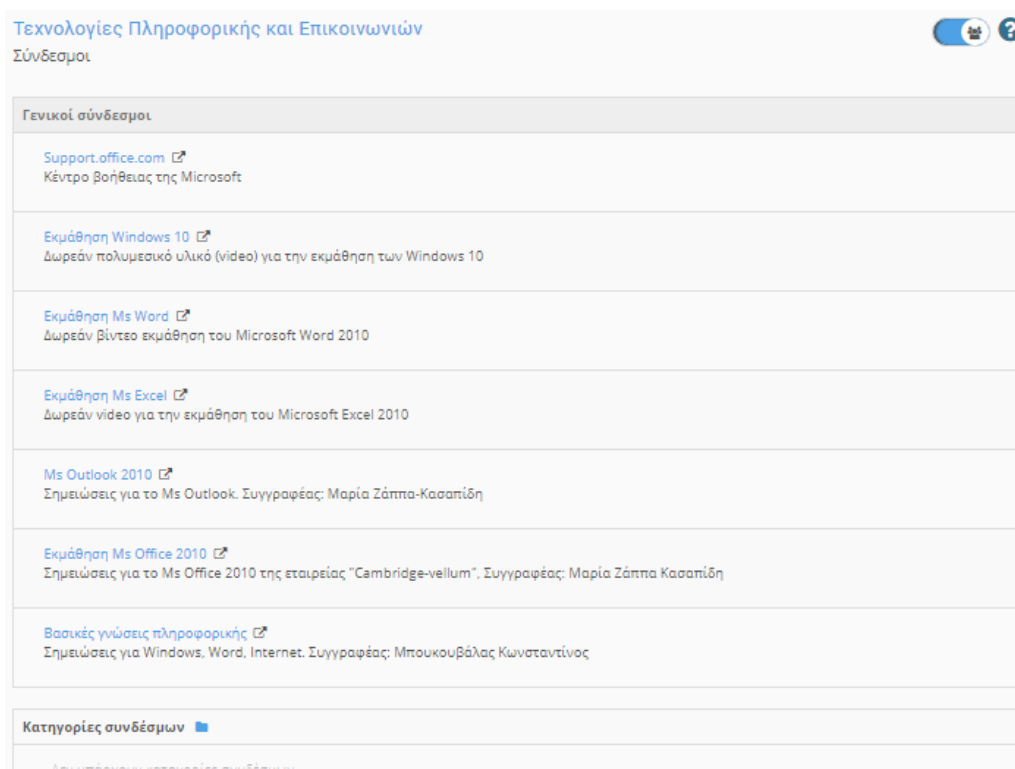 Τεχνολογίες Πληροφορικής και Επικοινωνιών
Σύνδεσμοι
Γενικοί σύνδεσμοι
Support.office.com
Κέντρο βοήθειας της Microsoft
Εκμάθηση Windows 10
Δωρεάν πολυμεσικό υλικό (video) για την εκμάθηση των Windows 10
Εκμάθηση Ms Word
Δωρεάν βίντεο εκμάθηση του Microsoft Word 2010
Εκμάθηση Ms Excel
Δωρεάν video για την εκμάθηση του Microsoft Excel 2010
Ms Outlook 2010
Σημειώσεις για το Ms Outlook. Συγγραφέας: Μαρία Ζάππα-Κασαπίδη
Εκμάθηση Ms Office 2010
Σημειώσεις για το Ms Office 2010 της εταιρείας "Cambridge-vellum", Συγγραφέας: Μαρία Ζάππα Κασαπίδη
Βασικές γνώσεις πληροφορικής
Σημειώσεις για Windows, Word, Internet. Συγγραφέας: Μπουκουβάλας Κωνσταντίνος
Κατηγορίες συνδέσμων